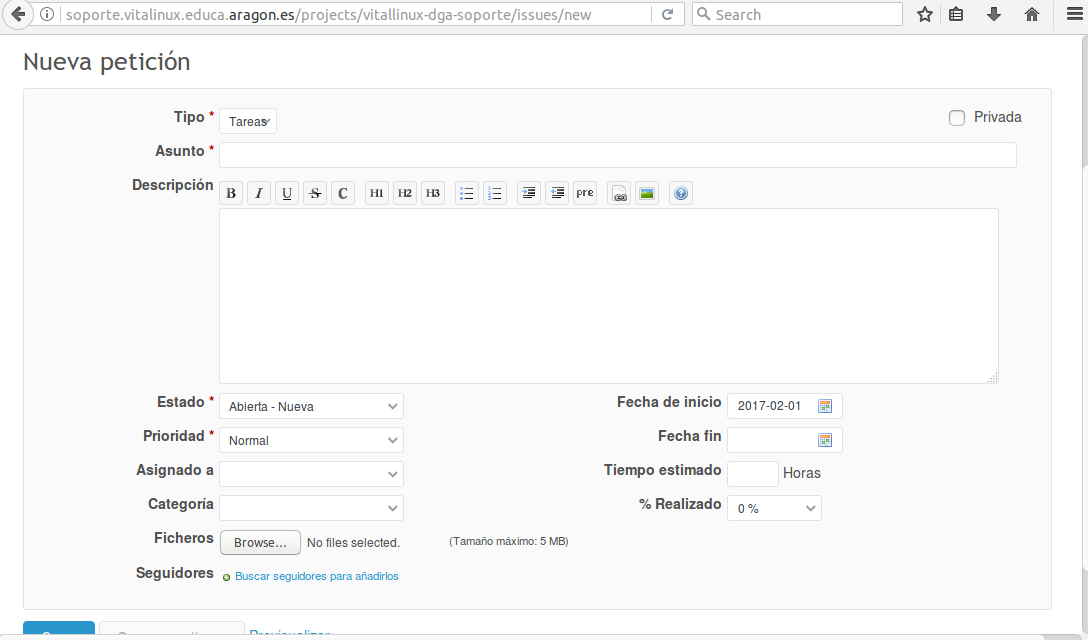 soporte.vitalinux.educa.aragon.es/projects/vitallinux-dga-soporte/issues/new Search
Nueva petición
Tipo * Tareas Privada
Asunto *
Descripción B I U S C H1 H2 H3 pre
Estado * Abierta - Nueva Fecha de inicio 2017-02-01
Prioridad * Normal Fecha fin
Asignado a Tiempo estimado Horas
Categoría % Realizado 0 %
Ficheros Browse... No files selected. (Tamaño máximo: 5 MB)
Seguidores Buscar seguidores para añadirlos
Previsualizar